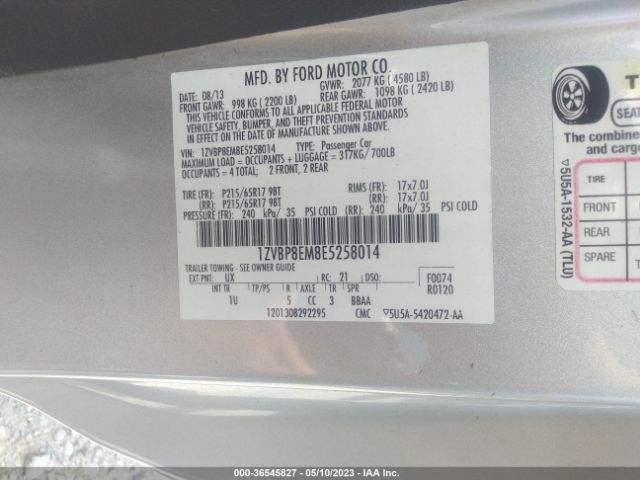 MFD. BY FORD MOTOR CO.
DATE: 08/13 GVWR: 2077 KG (4580 LB)
FRONT GAWR: 998 KG (2200 LB) REAR GAWR: 1098 KG (2420 LB)
THIS VEHICLE CONFORMS TO ALL APPLICABLE FEDERAL MOTOR
VEHICLE SAFETY, BUMPER, AND THEFT PREVENTION STANDARDS
IN EFFECT ON THE DATE OF MANUFACTURE SHOWN ABOVE.
VIN: 1ZVBP8EM8E5258014 TYPE: Passenger Car
MAXIMUM LOAD = OCCUPANTS + LUGGAGE = 317KG/700LB
OCCUPANTS = 4 TOTAL; 2 FRONT, 2 REAR
TIRE (FR): P215/65R17 98T RIMS (FR): 17x7.0J
(RR): P215/65R17 98T (RR): 17x7.0J
PRESSURE (FR): 240 kPa/ 35 PSI COLD (RR): 240 kPa/ 35 PSI COLD
1ZVBP8EM8E5258014
TRAILER TOWING - SEE OWNER GUIDE
EXT PNT: UX RC: 21 DSO: F0074
INT TR TP/PS R AXLE TR SPR R0120
1U 5 CC 3 BBAA
1201308292295 CMC 5U5A-5420472-AA
5U5A-1532-AA (TLU)
T
SEAT
The combine
and carg
TIRE
FRONT
REAR
SPARE
000-36545827 - 05/10/2023 - IAA Inc.